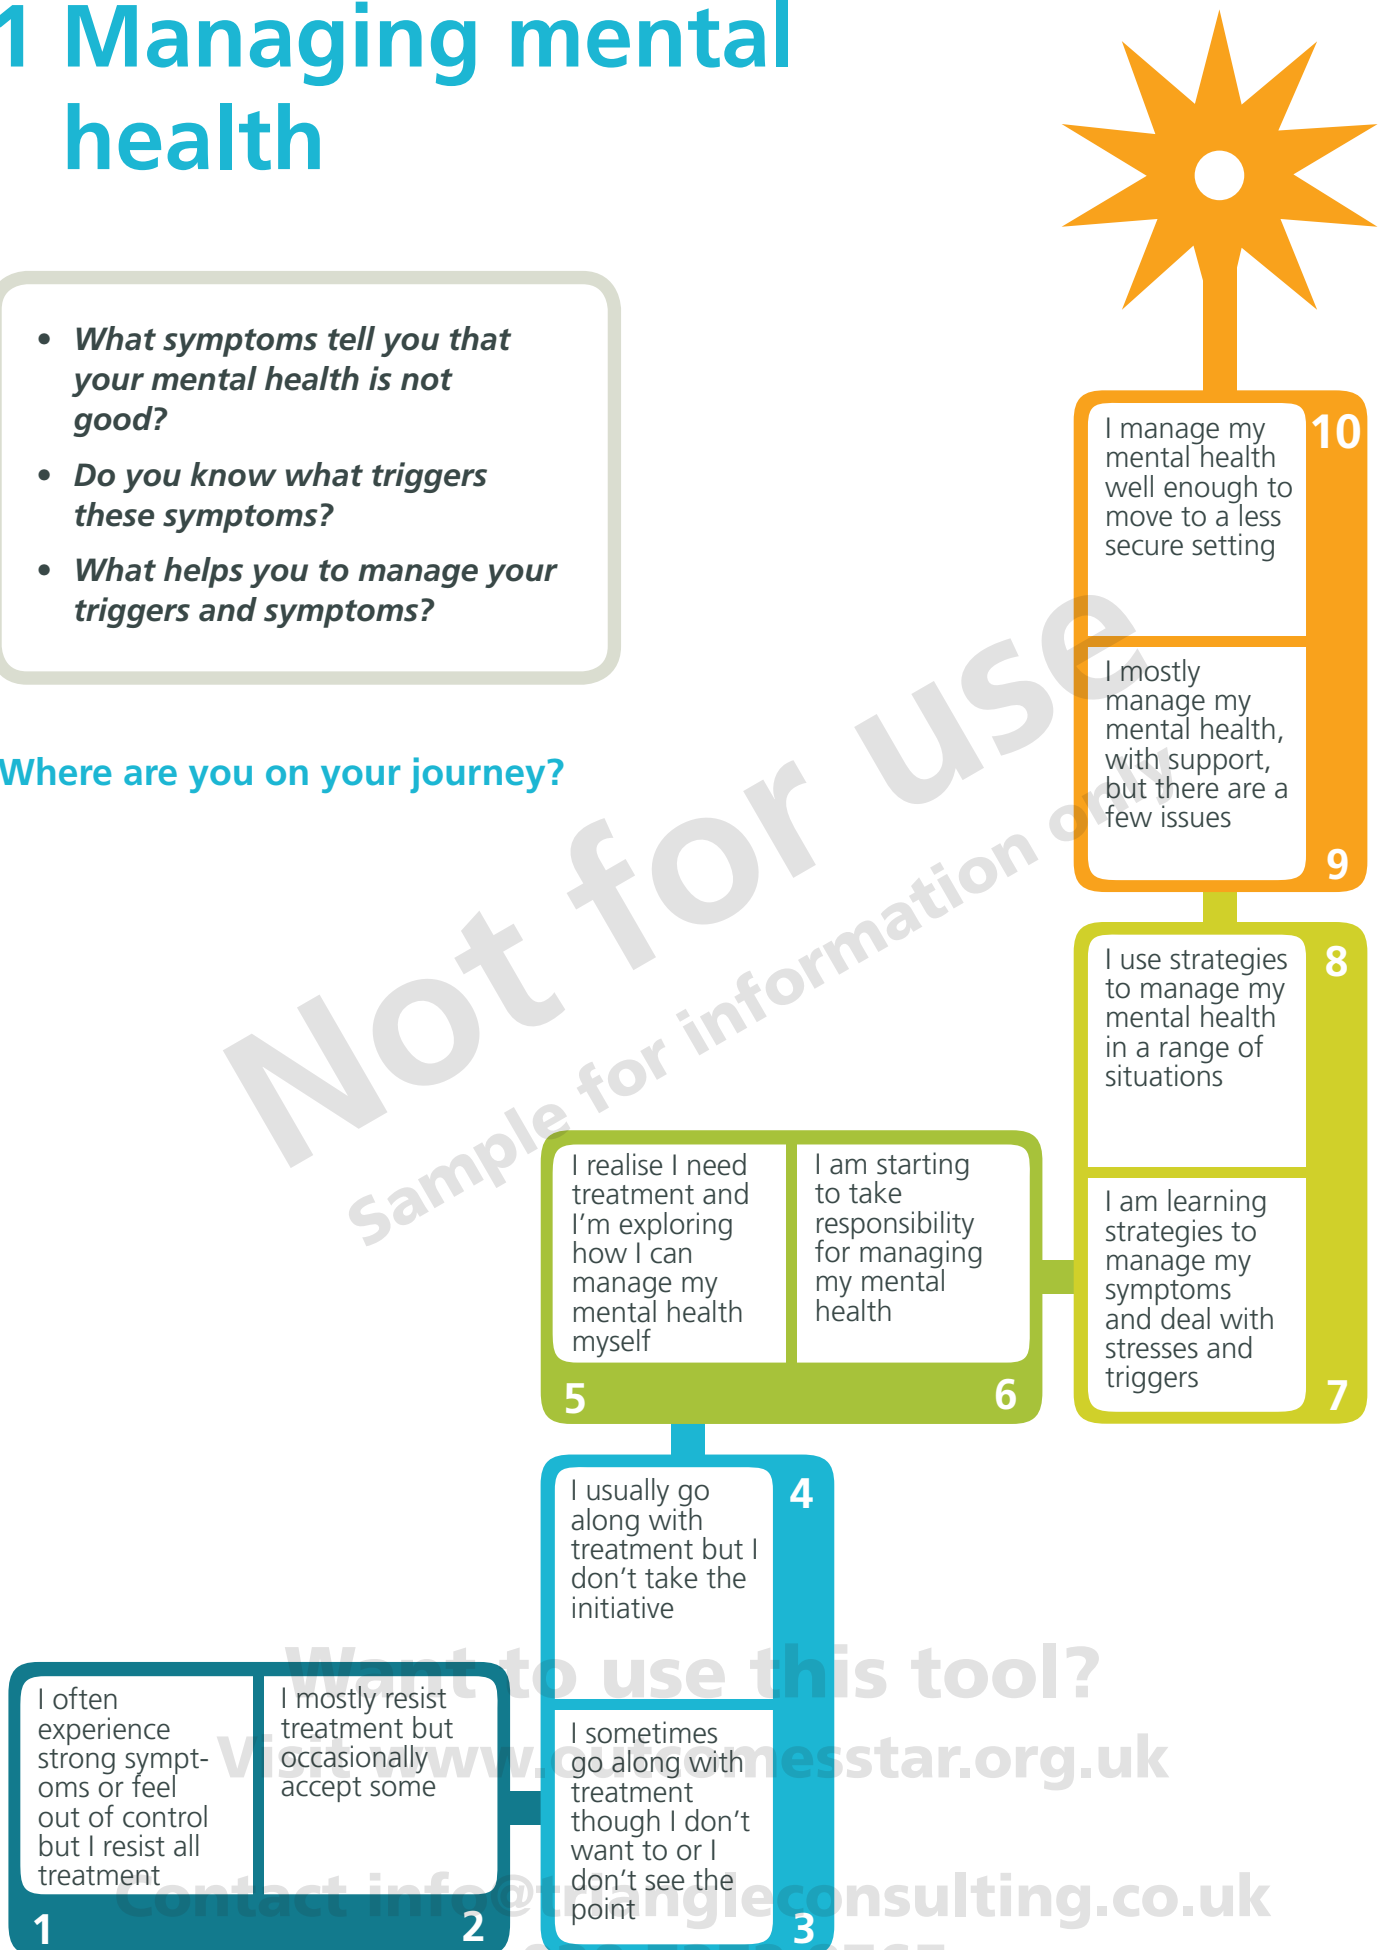 1 Managing mental
health
• What symptoms tell you that
your mental health is not
good?
• Do you know what triggers
these symptoms?
• What helps you to manage your
triggers and symptoms?
Where are you on your journey?
I manage my
mental health
well enough to
move to a less
secure setting
10
I mostly
manage my
mental health,
with support,
but there are a
few issues
9
I use strategies
to manage my
mental health
in a range of
situations
8
I am learning
strategies to
manage my
symptoms
and deal with
stresses and
triggers
7
I realise I need
treatment and
I'm exploring
how I can
manage my
mental health
myself
5
I am starting
to take
responsibility
for managing
my mental
health
6
I usually go
along with
treatment but I
don't take the
initiative
4
I sometimes
go along with
treatment
though I don't
want to or I
don't see the
point
3
I often
experience
strong sympt-
oms or feel
out of control
but I resist all
treatment
1
I mostly resist
treatment but
occasionally
accept some
2
Not for use
Sample for information only
Want to use this tool?
Visit www.outcomesstar.org.uk
Contact info@triangleconsulting.co.uk